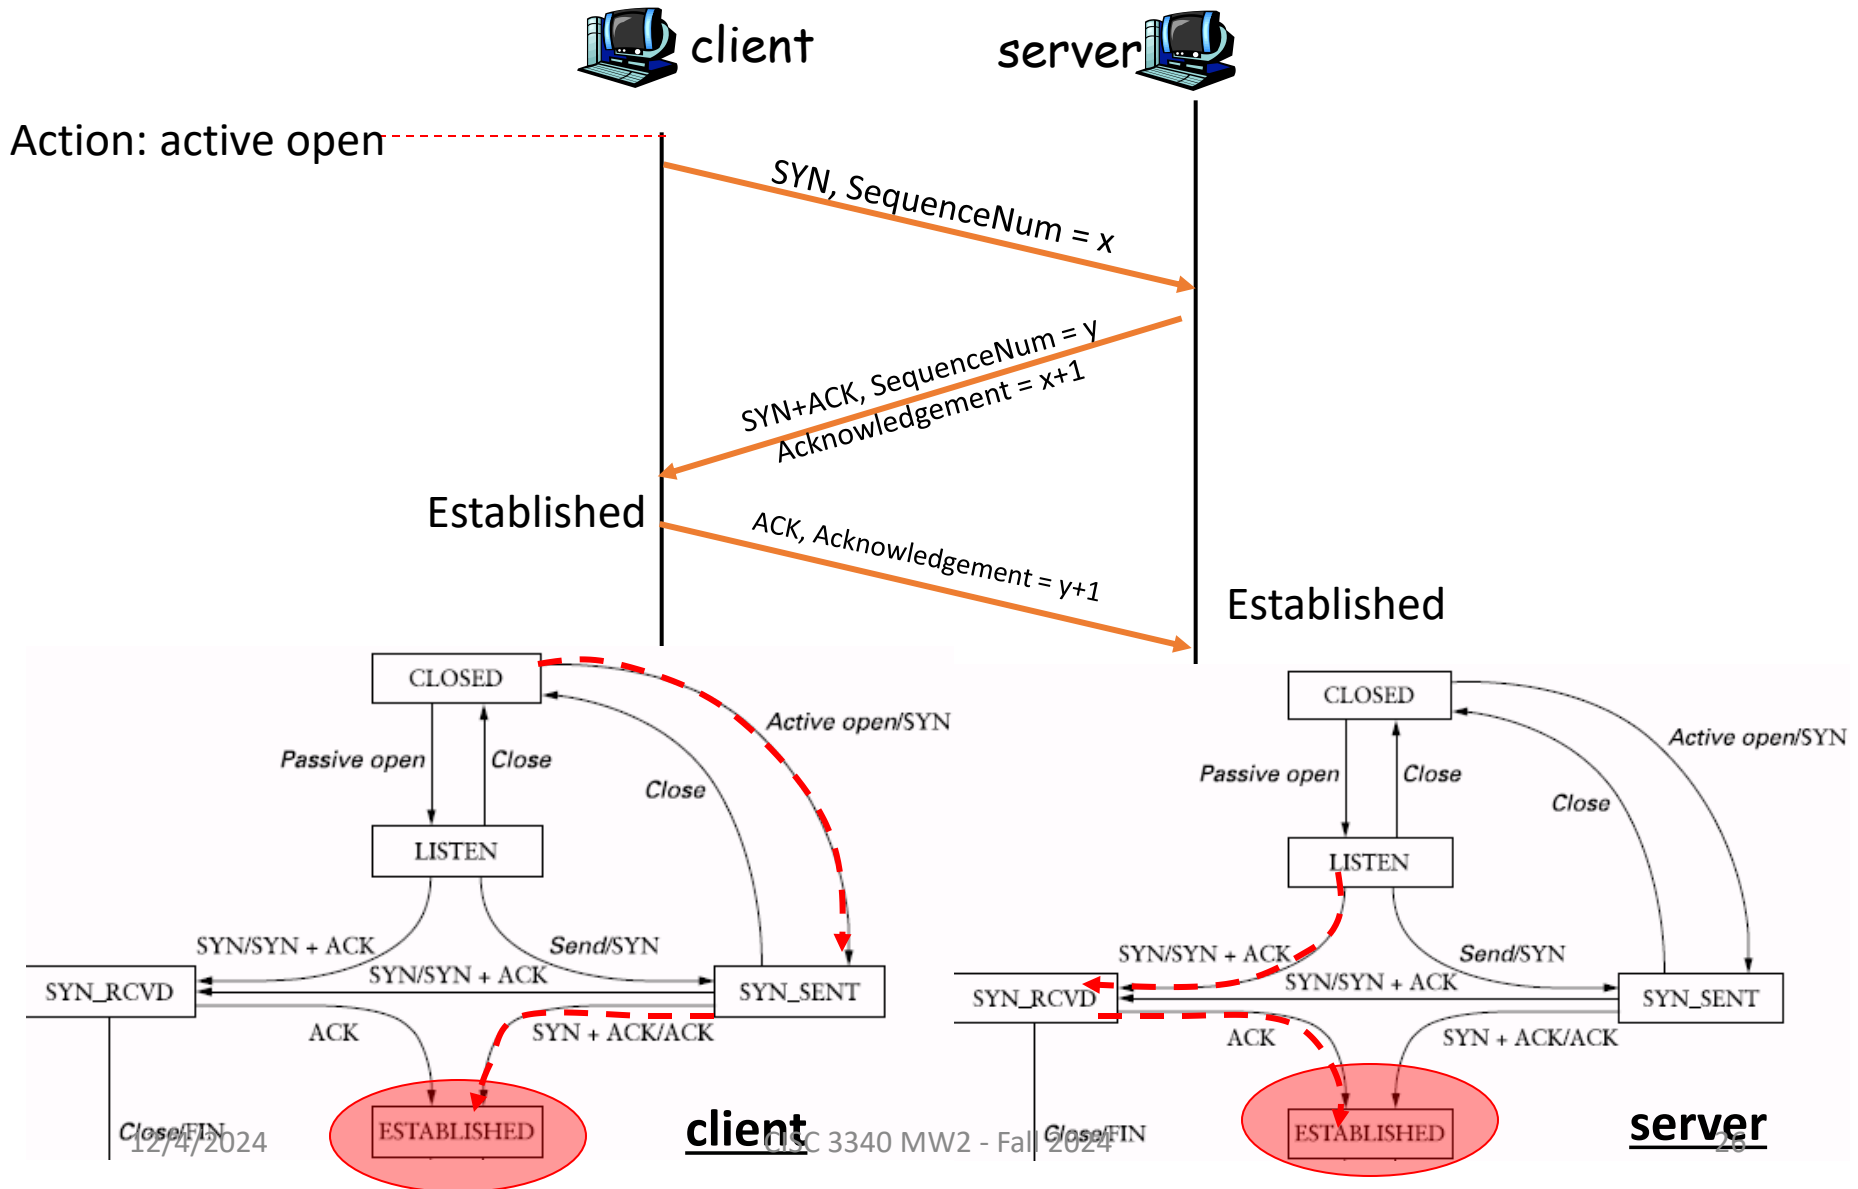 client
server
Action: active open
SYN, SequenceNum = x
SYN+ACK, SequenceNum = y
Acknowledgement = x+1
Established
ACK, Acknowledgement = y+1
Established
CLOSED
Active open/SYN
Passive open
Close
Close
LISTEN
SYN/SYN + ACK
Send/SYN
SYN/SYN + ACK
SYN_RCVD
SYN_SENT
ACK
SYN + ACK/ACK
Close/FIN
ESTABLISHED
client
CLOSED
Active open/SYN
Passive open
Close
Close
LISTEN
SYN/SYN + ACK
Send/SYN
SYN/SYN + ACK
SYN_RCVD
SYN_SENT
ACK
SYN + ACK/ACK
Close/FIN
ESTABLISHED
server
12/4/2024
CISC 3340 MW2 - Fall 2024
26